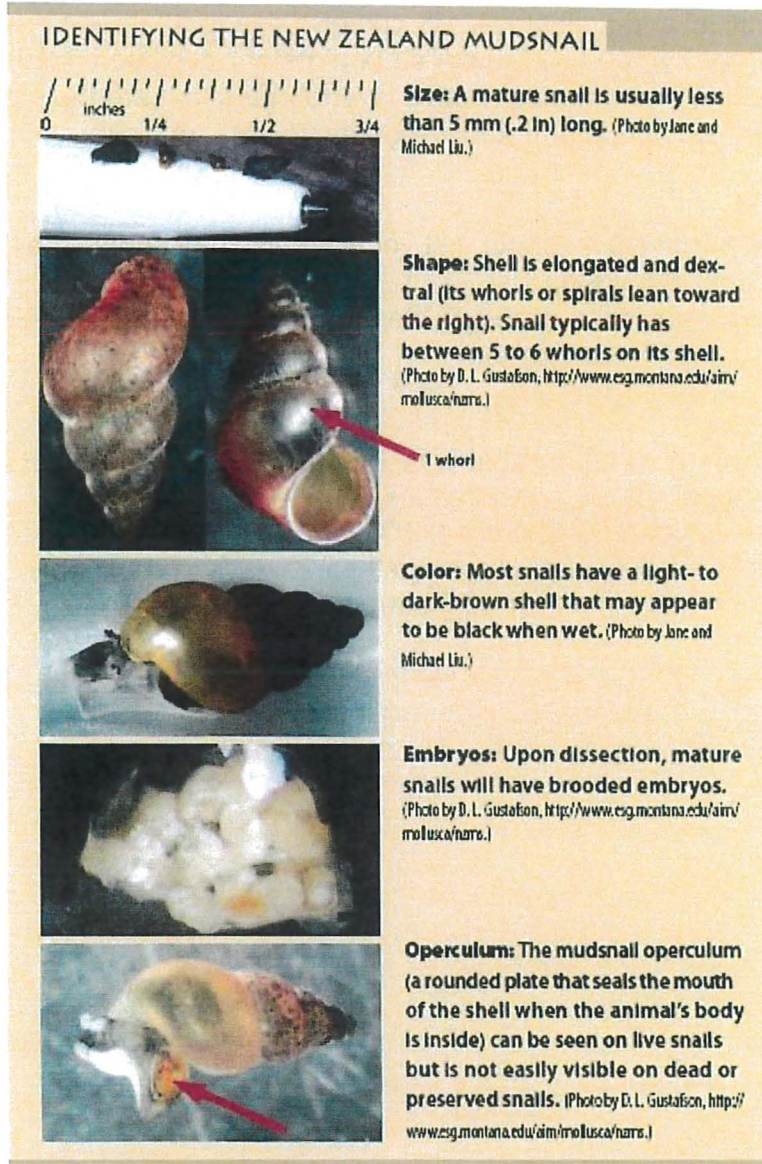 IDENTIFYING THE NEW ZEALAND MUDSNAIL
inches
0 1/4 1/2 3/4
Size: A mature snail is usually less
than 5 mm (.2 in) long. (Photo by Jane and
Michael Liu.)
Shape: Shell is elongated and dex-
tral (its whorls or spirals lean toward
the right). Snail typically has
between 5 to 6 whorls on its shell.
(Photo by D. L. Gustafson, http://www.esg.montana.edu/aim/
mollusca/nzms.)
1 whorl
Color: Most snails have a light- to
dark-brown shell that may appear
to be black when wet. (Photo by Jane and
Michael Liu.)
Embryos: Upon dissection, mature
snails will have brooded embryos.
(Photo by D. L. Gustafson, http://www.esg.montana.edu/aim/
mollusca/nzms.)
Operculum: The mudsnail operculum
(a rounded plate that seals the mouth
of the shell when the animal's body
is inside) can be seen on live snails
but is not easily visible on dead or
preserved snails. (Photo by D. L. Gustafson, http://
www.esg.montana.edu/aim/mollusca/nzms.)